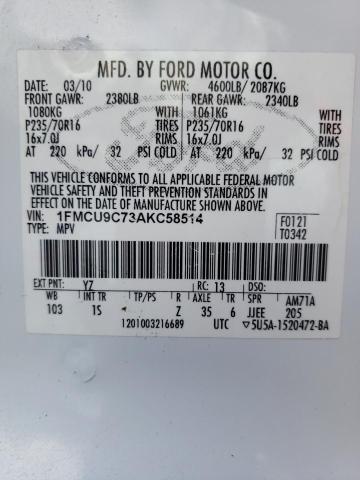 MFD. BY FORD MOTOR CO.
DATE: 03/10 GVWR: 4600LB/ 2087KG
FRONT GAWR: 2380LB REAR GAWR: 2340LB
1080KG WITH 1061KG WITH
P235/70R16 TIRES P235/70R16 TIRES
16x7.0J RIMS 16x7.0J RIMS
AT 220 kPa/ 32 PSI COLD AT 220 kPa/ 32 PSI COLD
THIS VEHICLE CONFORMS TO ALL APPLICABLE FEDERAL MOTOR
VEHICLE SAFETY AND THEFT PREVENTION STANDARDS IN
EFFECT ON THE DATE OF MANUFACTURE SHOWN ABOVE.
VIN: 1FMCU9C73AKC58514 F0121
TYPE: MPV T0342
EXT PNT: YZ RC: 13 DSO: AM71A
WB INT TR TP/PS R AXLE TR SPR
103 1S Z 35 6 JJEE 205
1201003216689 UTC 5U5A-1520472-BA